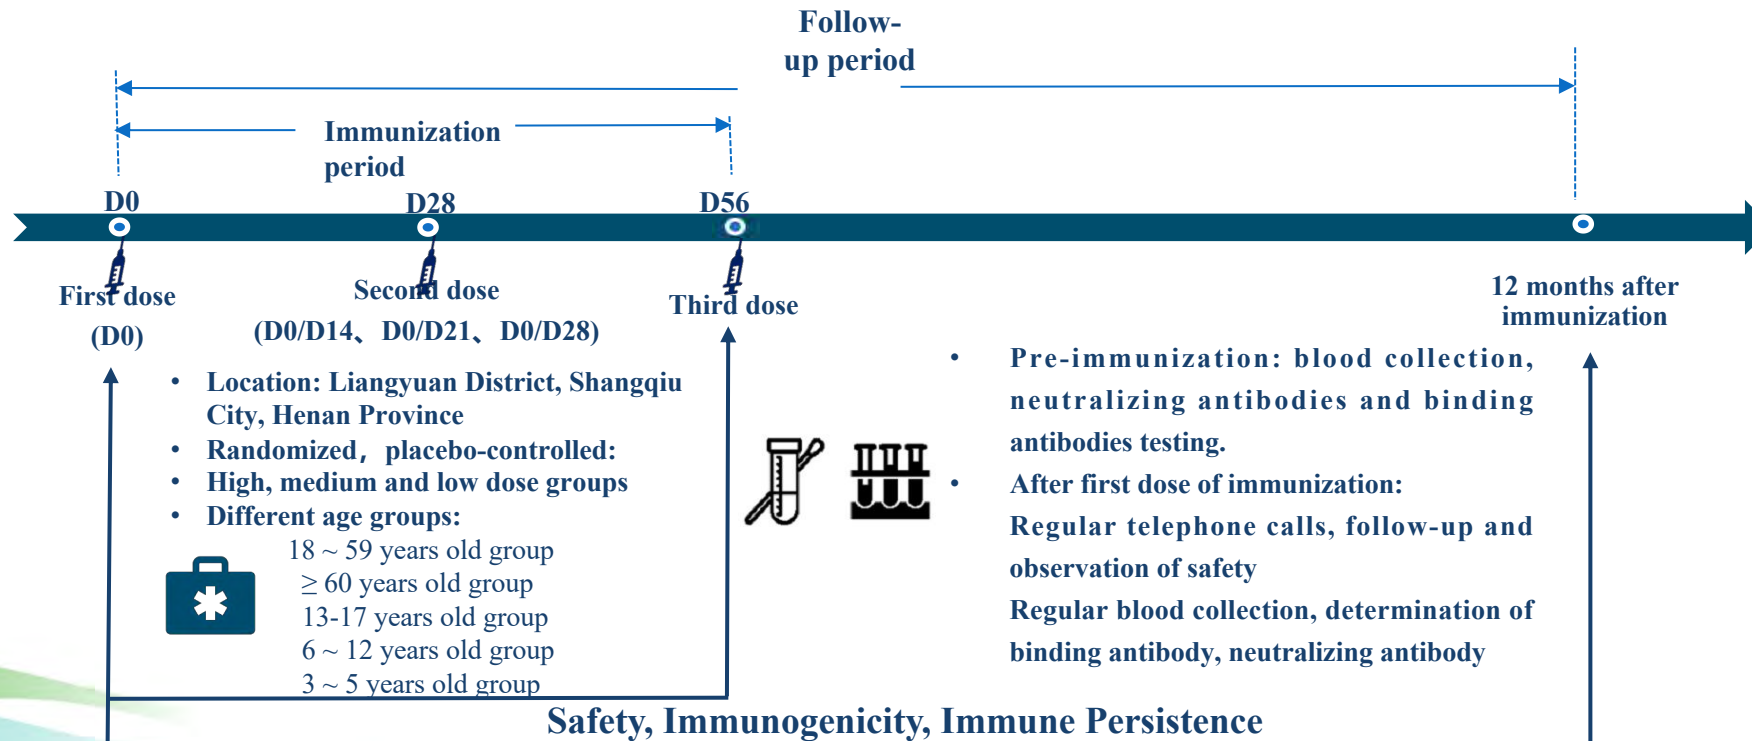 Follow-
up period
Immunization
period
D0
D28
D56
First dose
(D0)
Second dose
(D0/D14、D0/D21、D0/D28)
Third dose
12 months after
immunization
• Location: Liangyuan District, Shangqiu
City, Henan Province
• Randomized, placebo-controlled:
• High, medium and low dose groups
• Different age groups:
18 ~ 59 years old group
≥ 60 years old group
13-17 years old group
6 ~ 12 years old group
3 ~ 5 years old group
• Pre-immunization: blood collection,
neutralizing antibodies and binding
antibodies testing.
• After first dose of immunization:
Regular telephone calls, follow-up and
observation of safety
Regular blood collection, determination of
binding antibody, neutralizing antibody
Safety, Immunogenicity, Immune Persistence